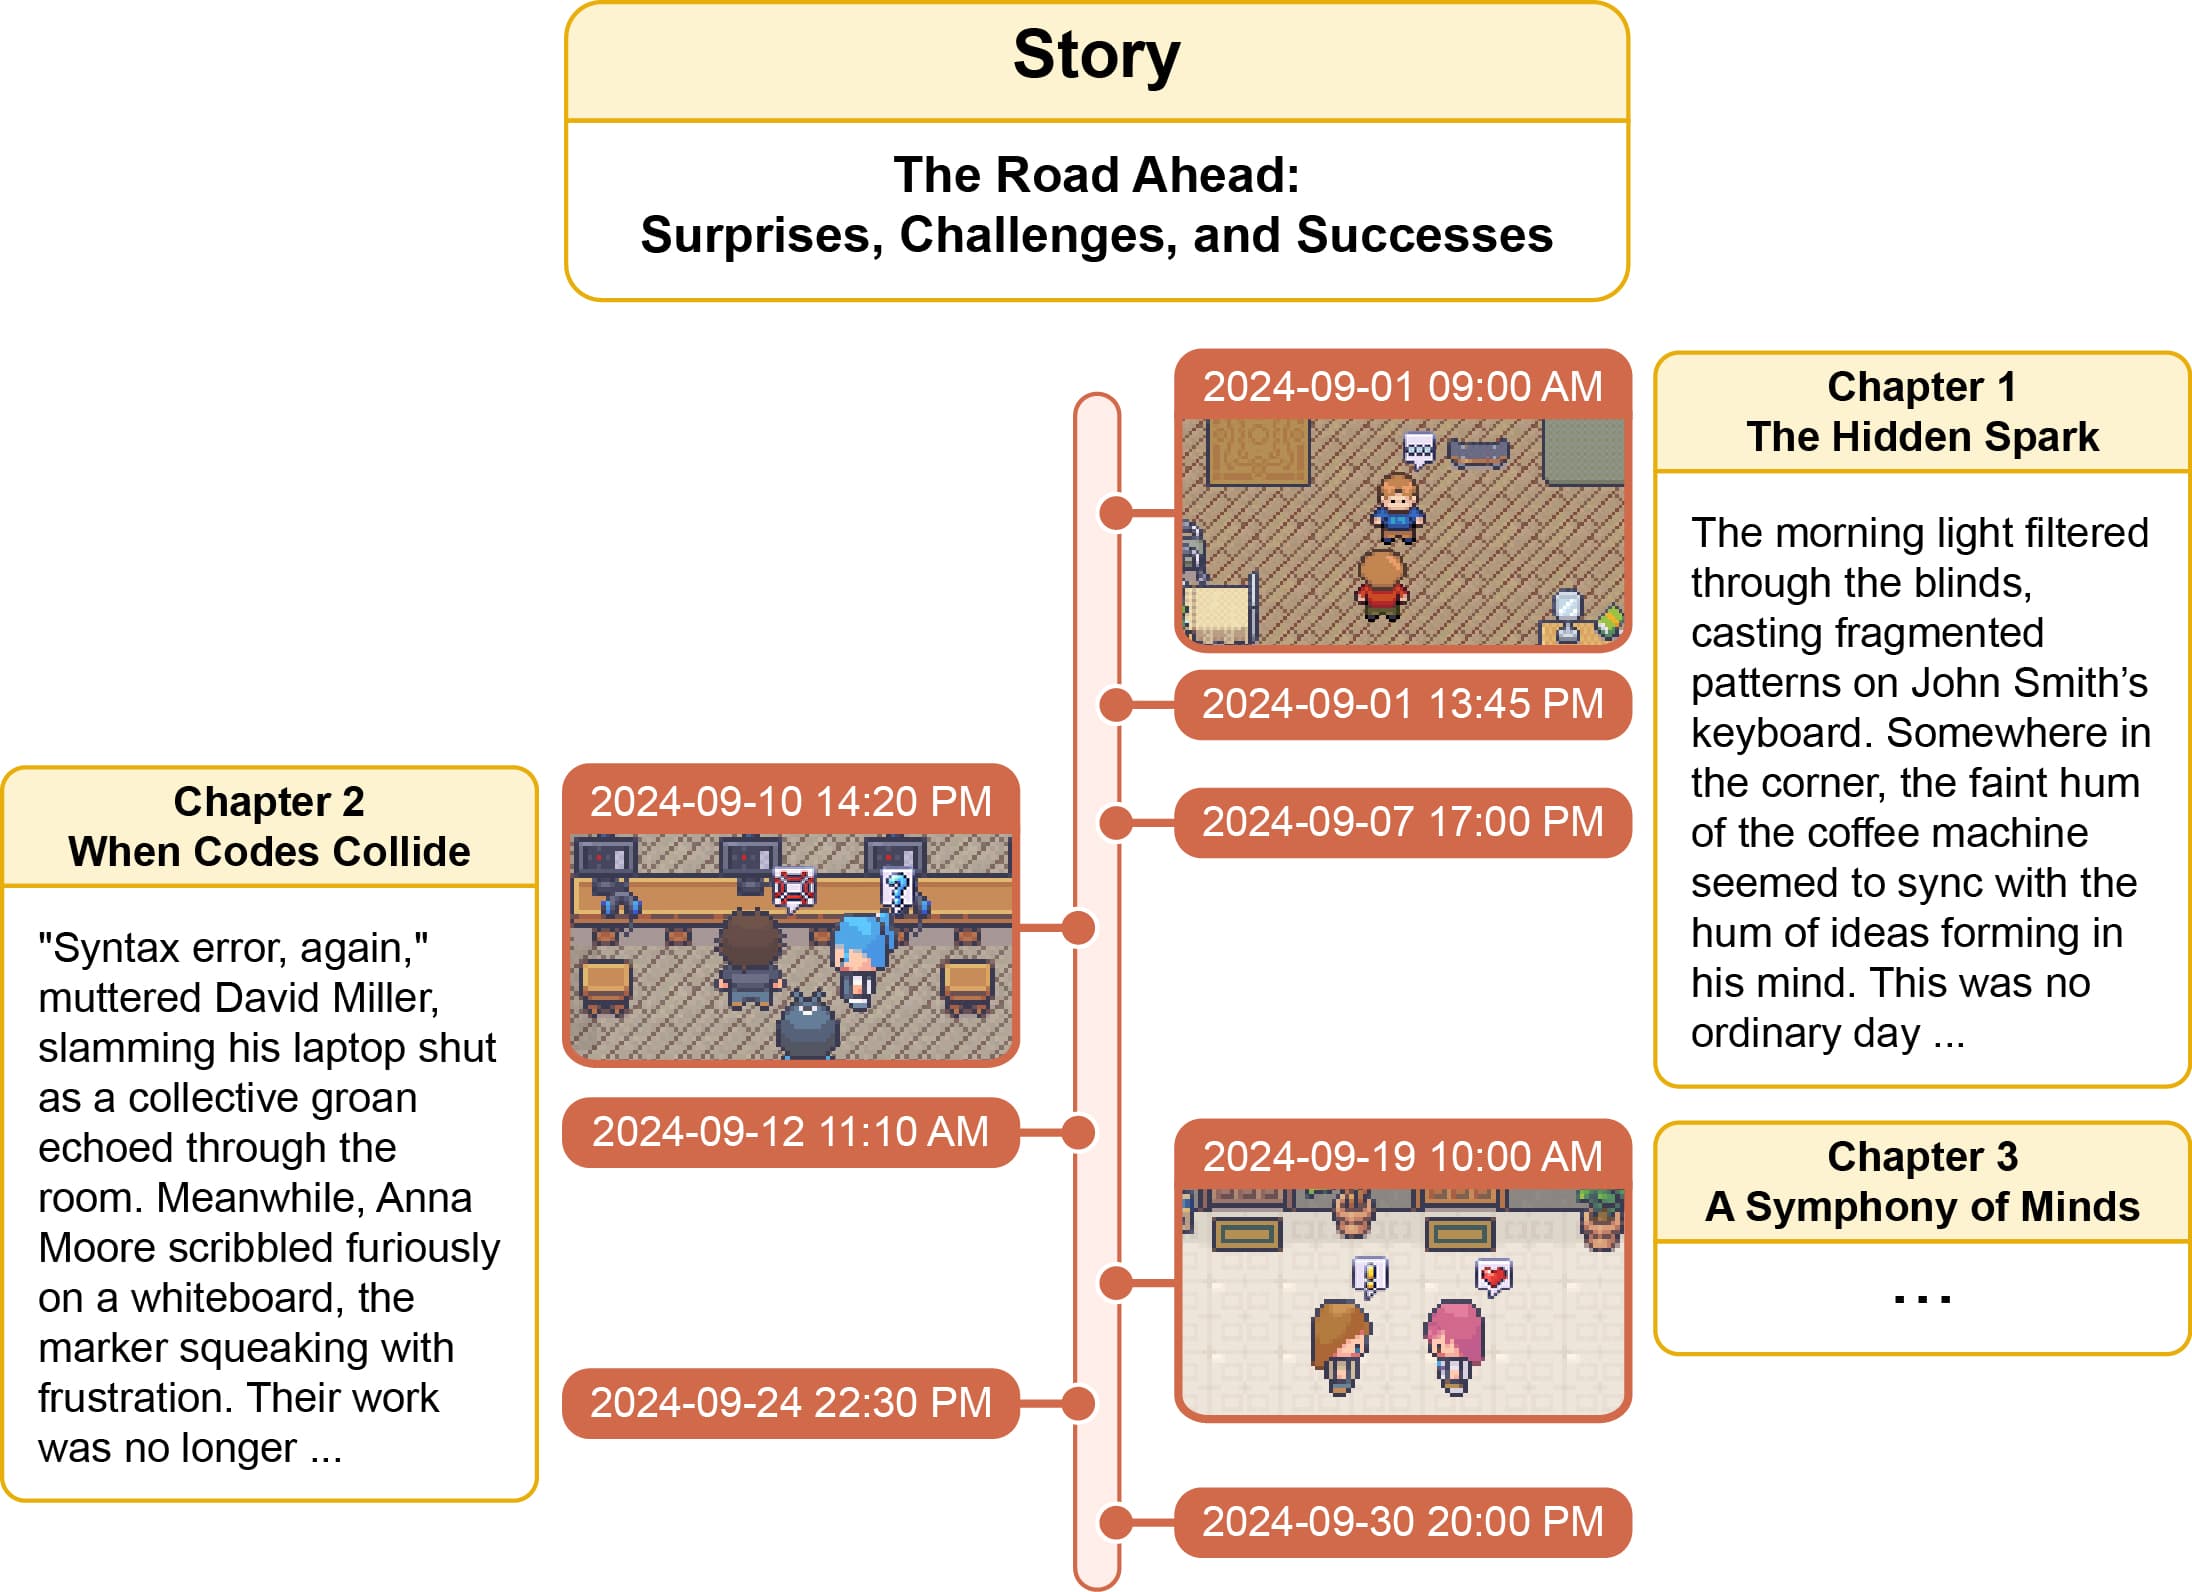 Story
The Road Ahead:
Surprises, Challenges, and Successes
2024-09-01 09:00 AM
Chapter 1
The Hidden Spark
The morning light filtered
through the blinds,
casting fragmented
patterns on John Smith’s
keyboard. Somewhere in
the corner, the faint hum
of the coffee machine
seemed to sync with the
hum of ideas forming in
his mind. This was no
ordinary day ...
2024-09-01 13:45 PM
2024-09-07 17:00 PM
Chapter 2
When Codes Collide
"Syntax error, again,"
muttered David Miller,
slamming his laptop shut
as a collective groan
echoed through the
room. Meanwhile, Anna
Moore scribbled furiously
on a whiteboard, the
marker squeaking with
frustration. Their work
was no longer ...
2024-09-10 14:20 PM
?
2024-09-12 11:10 AM
2024-09-19 10:00 AM
!
Chapter 3
A Symphony of Minds
...
2024-09-24 22:30 PM
2024-09-30 20:00 PM